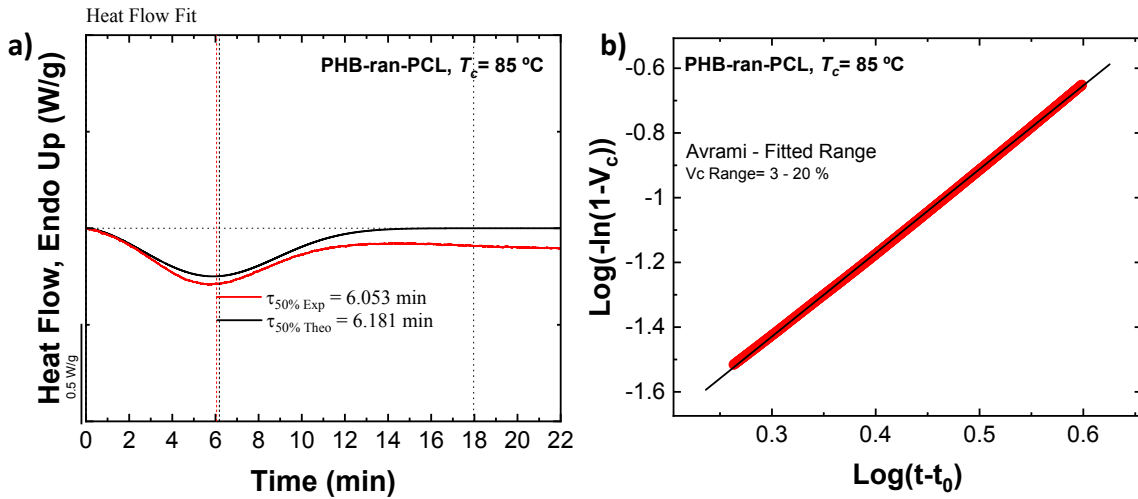 a)
Heat Flow Fit
Heat Flow, Endo Up (W/g)
0.5 W/g
PHB-ran-PCL, Tc= 85 ºC
τ50% Exp = 6.053 min
τ50% Theo = 6.181 min
0 2 4 6 8 10 12 14 16 18 20 22
Time (min)
b)
Log(-ln(1-Vc))
-0.6
-0.8
-1
-1.2
-1.4
-1.6
PHB-ran-PCL, Tc= 85 ºC
Avrami - Fitted Range
Vc Range= 3 - 20 %
0.3 0.4 0.5 0.6
Log(t-t0)